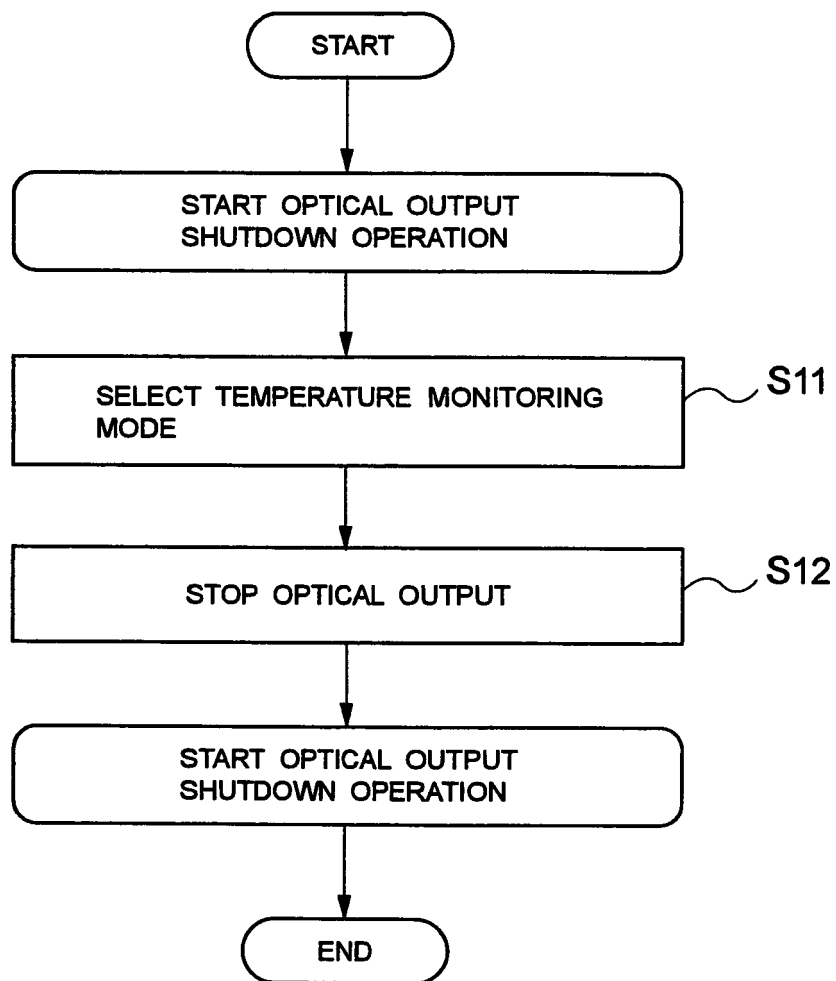 START
START OPTICAL OUTPUT
SHUTDOWN OPERATION
SELECT TEMPERATURE MONITORING
MODE
S11
STOP OPTICAL OUTPUT
S12
START OPTICAL OUTPUT
SHUTDOWN OPERATION
END